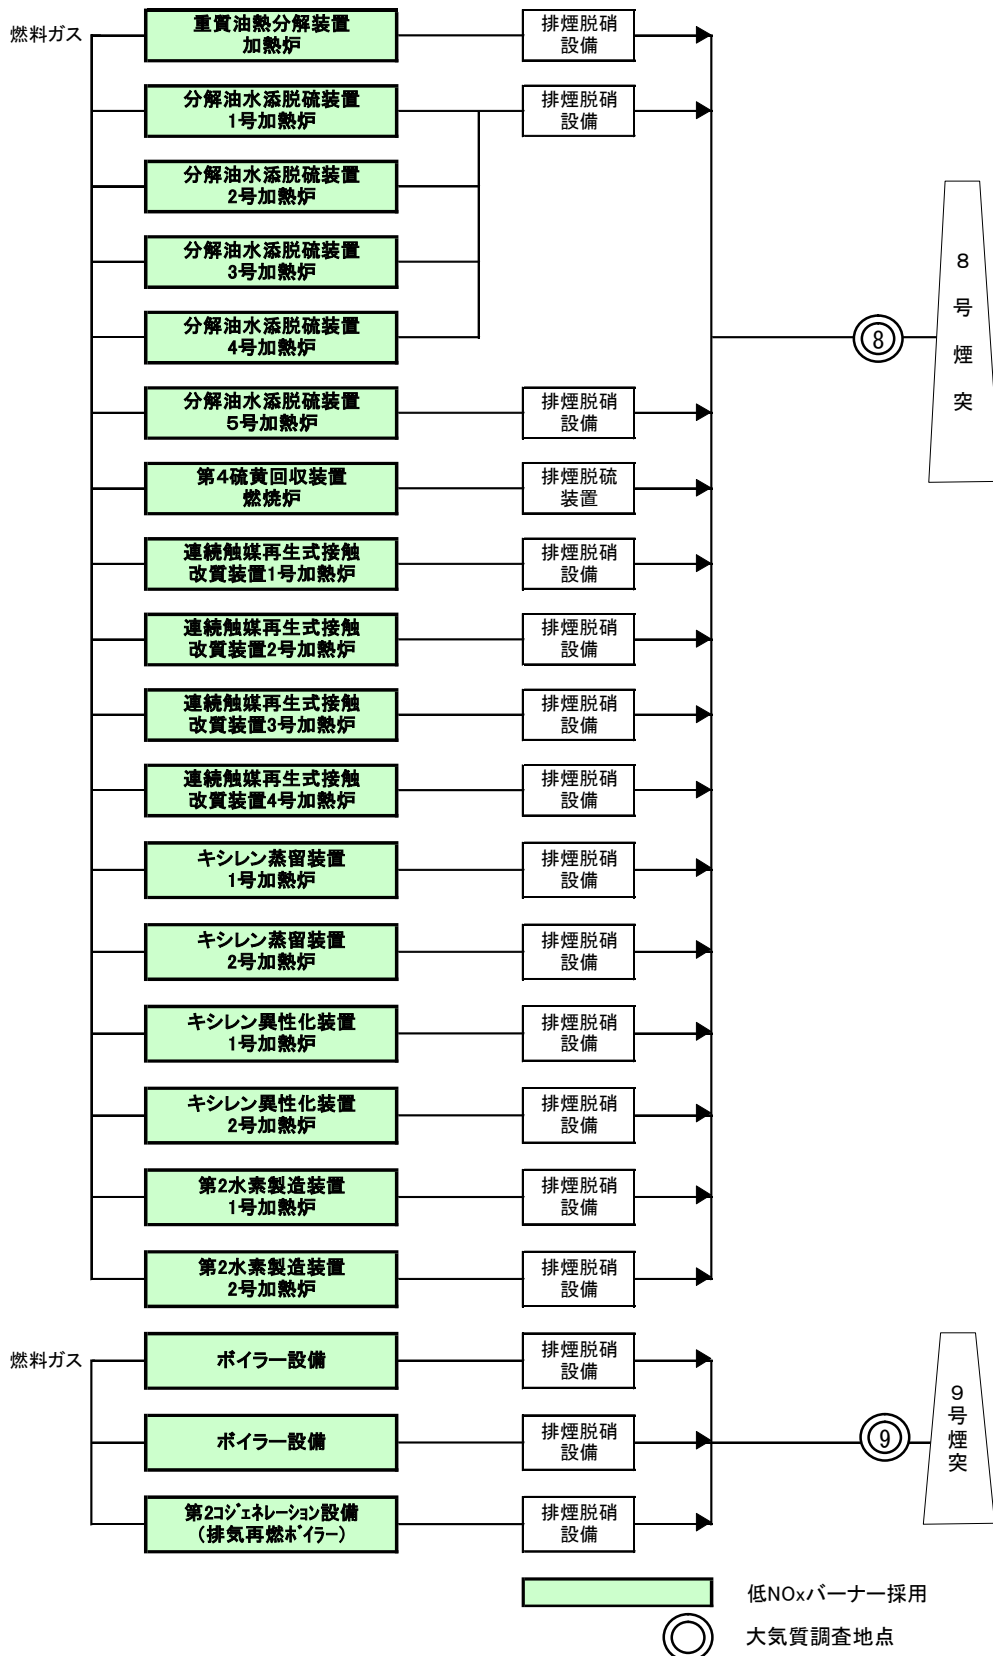 燃料ガス
重質油熱分解装置
加熱炉
排煙脱硝
設備
分解油水添脱硫装置
1号加熱炉
排煙脱硝
設備
分解油水添脱硫装置
2号加熱炉
分解油水添脱硫装置
3号加熱炉
分解油水添脱硫装置
4号加熱炉
分解油水添脱硫装置
5号加熱炉
排煙脱硝
設備
第4硫黄回収装置
燃焼炉
排煙脱硫
装置
連続触媒再生式接触
改質装置1号加熱炉
排煙脱硝
設備
連続触媒再生式接触
改質装置2号加熱炉
排煙脱硝
設備
連続触媒再生式接触
改質装置3号加熱炉
排煙脱硝
設備
連続触媒再生式接触
改質装置4号加熱炉
排煙脱硝
設備
キシレン蒸留装置
1号加熱炉
排煙脱硝
設備
キシレン蒸留装置
2号加熱炉
排煙脱硝
設備
キシレン異性化装置
1号加熱炉
排煙脱硝
設備
キシレン異性化装置
2号加熱炉
排煙脱硝
設備
第2水素製造装置
1号加熱炉
排煙脱硝
設備
第2水素製造装置
2号加熱炉
排煙脱硝
設備
8
8号煙突
燃料ガス
ボイラー設備
排煙脱硝
設備
ボイラー設備
排煙脱硝
設備
第2ｺｼﾞｪﾈﾚｰｼｮﾝ設備
(排気再燃ﾎﾞｲﾗｰ)
排煙脱硝
設備
9
9号煙突
低NOxバーナー採用
大気質調査地点